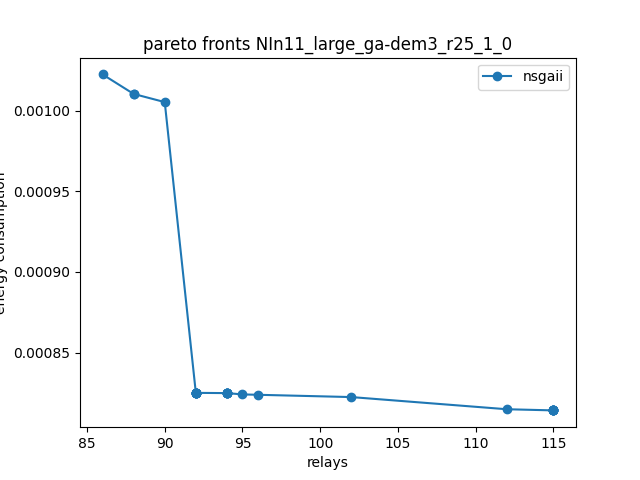 pareto fronts NIn11_large_ga-dem3_r25_1_0
nsgaii
0.00100
0.00095
0.00090
0.00085
energy consumption
85 90 95 100 105 110 115
relays